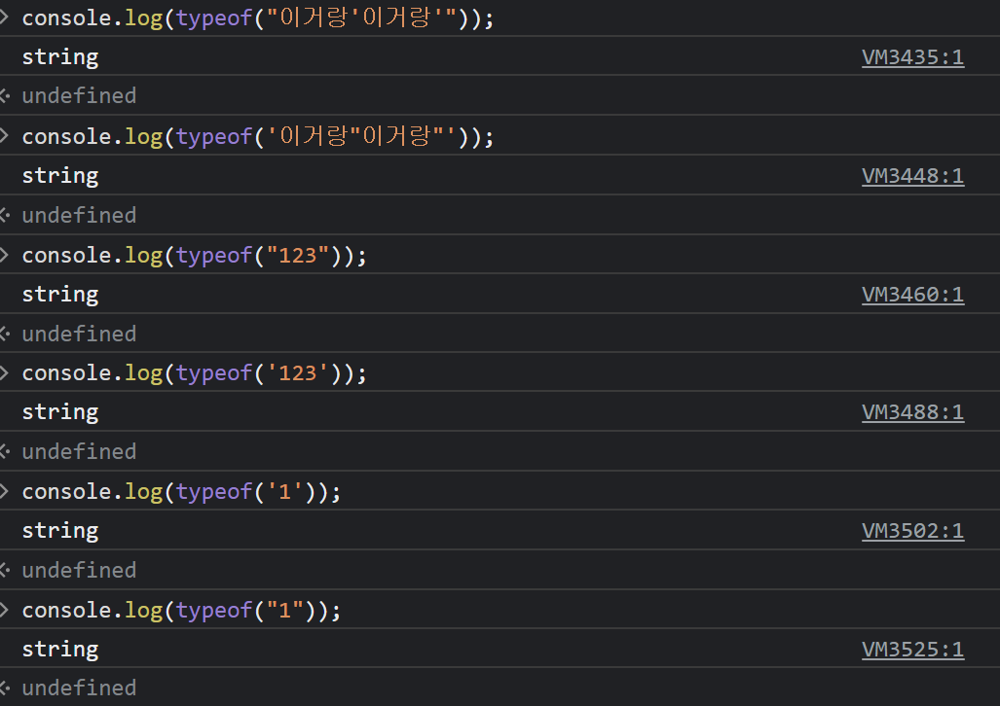 console.log(typeof("이거랑'이거랑'"));
string VM3435:1
undefined
console.log(typeof('이거랑"이거랑"'));
string VM3448:1
undefined
console.log(typeof("123"));
string VM3460:1
undefined
console.log(typeof('123'));
string VM3488:1
undefined
console.log(typeof('1'));
string VM3502:1
undefined
console.log(typeof("1"));
string VM3525:1
undefined